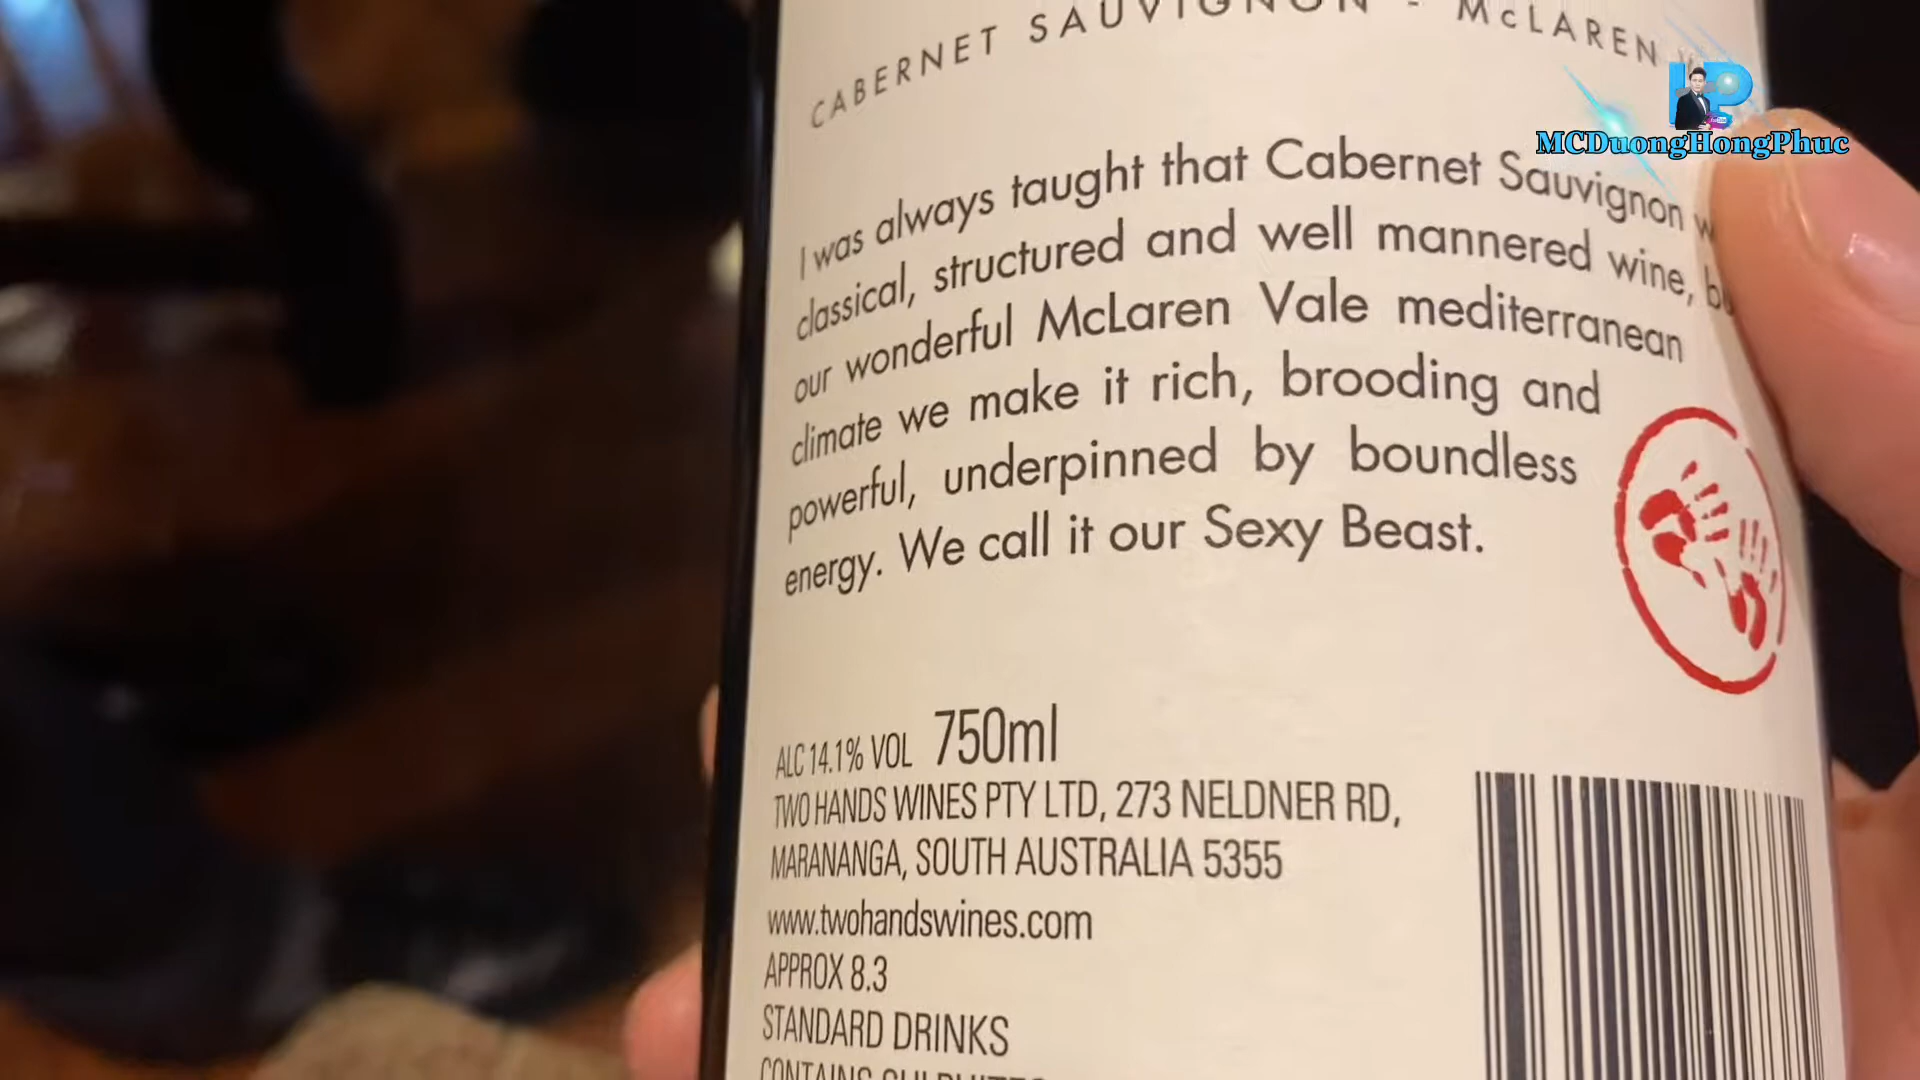 CABERNET SAUVIGNON - McLAREN
MCDuongHongPhuc
I was always taught that Cabernet Sauvignon
classical, structured and well mannered wine,
our wonderful McLaren Vale mediterranean
climate we make it rich, brooding and
powerful, underpinned by boundless
energy. We call it our Sexy Beast.
ALC 14.1% VOL 750ml
TWO HANDS WINES PTY LTD, 273 NELDNER RD,
MARANANGA, SOUTH AUSTRALIA 5355
www.twohandswines.com
APPROX 8.3
STANDARD DRINKS
CONTAINS SULPHITES